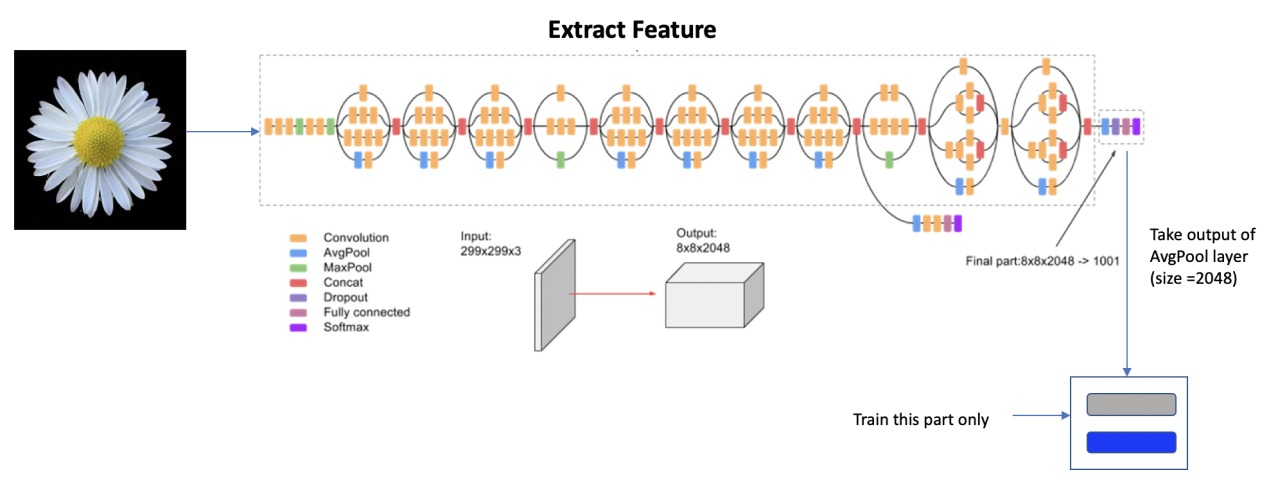 Extract Feature
Convolution
AvgPool
MaxPool
Concat
Dropout
Fully connected
Softmax
Input:
299x299x3
Output:
8x8x2048
Final part:8x8x2048 -> 1001
Take output of
AvgPool layer
(size =2048)
Train this part only